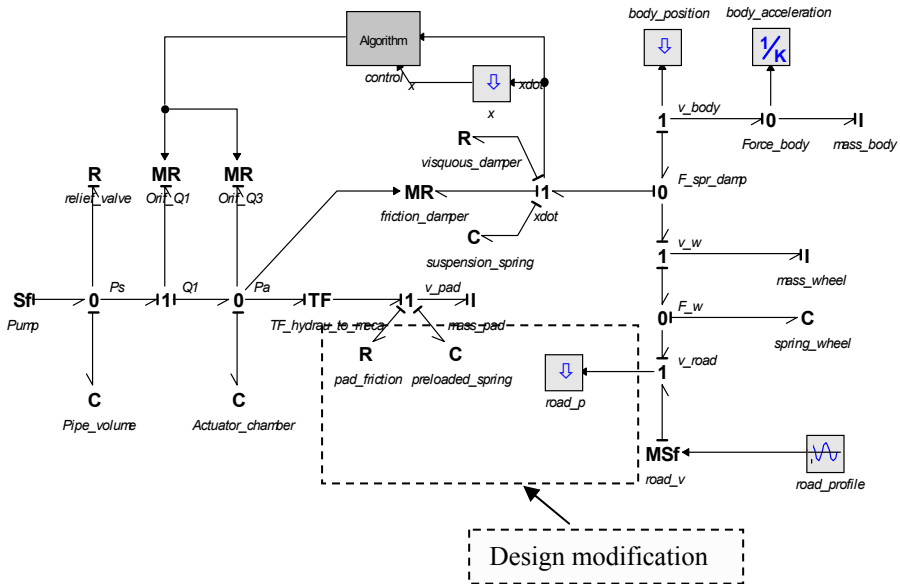 body_position
body_acceleration
1/K
Algorithm
control
x
xdot
x
v_body
1
0
I
Force_body
mass_body
R
visquous_damper
R
MR
MR
relief_valve
Orif_Q1
Orif_Q3
MR
1
0
F_spr_damp
friction_damper
xdot
C
suspension_spring
v_w
1
I
mass_wheel
Sf
0
Ps
1
Q1
0
Pa
TF
1
v_pad
I
Pump
TF_hydrau_to_meca
mass_pad
F_w
0
C
spring_wheel
R
C
pad_friction
preloaded_spring
v_road
1
road_p
C
C
Pipe_volume
Actuator_chamber
MSf
road_v
road_profile
Design modification